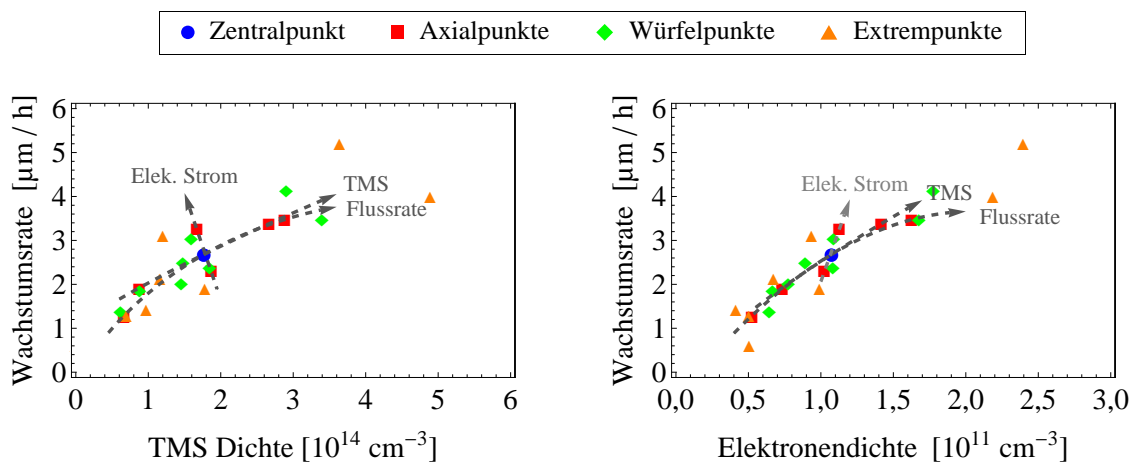 Zentralpunkt Axialpunkte Würfelpunkte Extrempunkte
Wachstumsrate [µm / h]
6
5
4
3
2
1
0
Elek. Strom
TMS
Flussrate
0 1 2 3 4 5 6
TMS Dichte [10¹⁴ cm⁻³]
Wachstumsrate [µm / h]
6
5
4
3
2
1
0
Elek. Strom
TMS
Flussrate
0,0 0,5 1,0 1,5 2,0 2,5 3,0
Elektronendichte [10¹¹ cm⁻³]